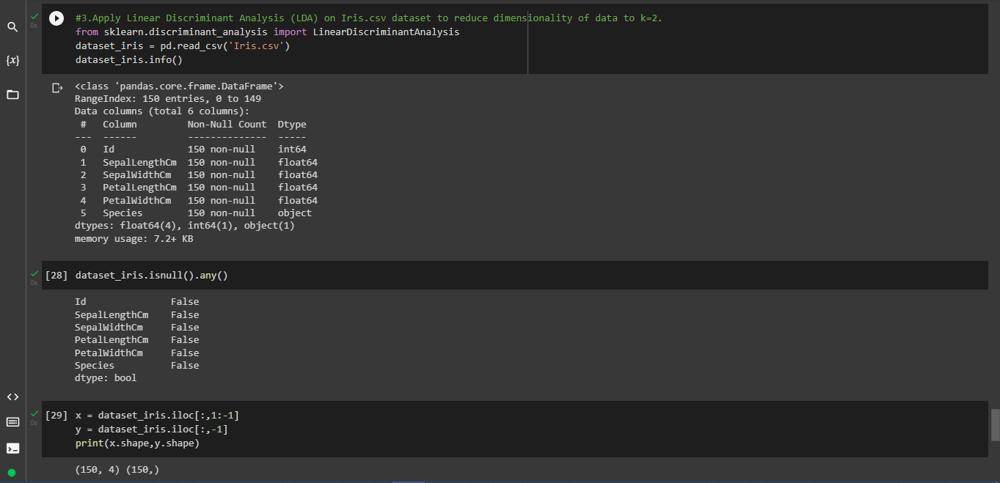 #3.Apply Linear Discriminant Analysis (LDA) on Iris.csv dataset to reduce dimensionality of data to k=2.
from sklearn.discriminant_analysis import LinearDiscriminantAnalysis
dataset_iris = pd.read_csv('Iris.csv')
dataset_iris.info()
0s
{x}
<class 'pandas.core.frame.DataFrame'>
RangeIndex: 150 entries, 0 to 149
Data columns (total 6 columns):
 #   Column         Non-Null Count  Dtype
---  ------         --------------  -----
 0   Id             150 non-null    int64
 1   SepalLengthCm  150 non-null    float64
 2   SepalWidthCm   150 non-null    float64
 3   PetalLengthCm  150 non-null    float64
 4   PetalWidthCm   150 non-null    float64
 5   Species        150 non-null    object
dtypes: float64(4), int64(1), object(1)
memory usage: 7.2+ KB
[28] dataset_iris.isnull().any()
0s
Id               False
SepalLengthCm    False
SepalWidthCm     False
PetalLengthCm    False
PetalWidthCm     False
Species          False
dtype: bool
[29] x = dataset_iris.iloc[:,1:-1]
0s
y = dataset_iris.iloc[:,-1]
print(x.shape,y.shape)
(150, 4) (150,)